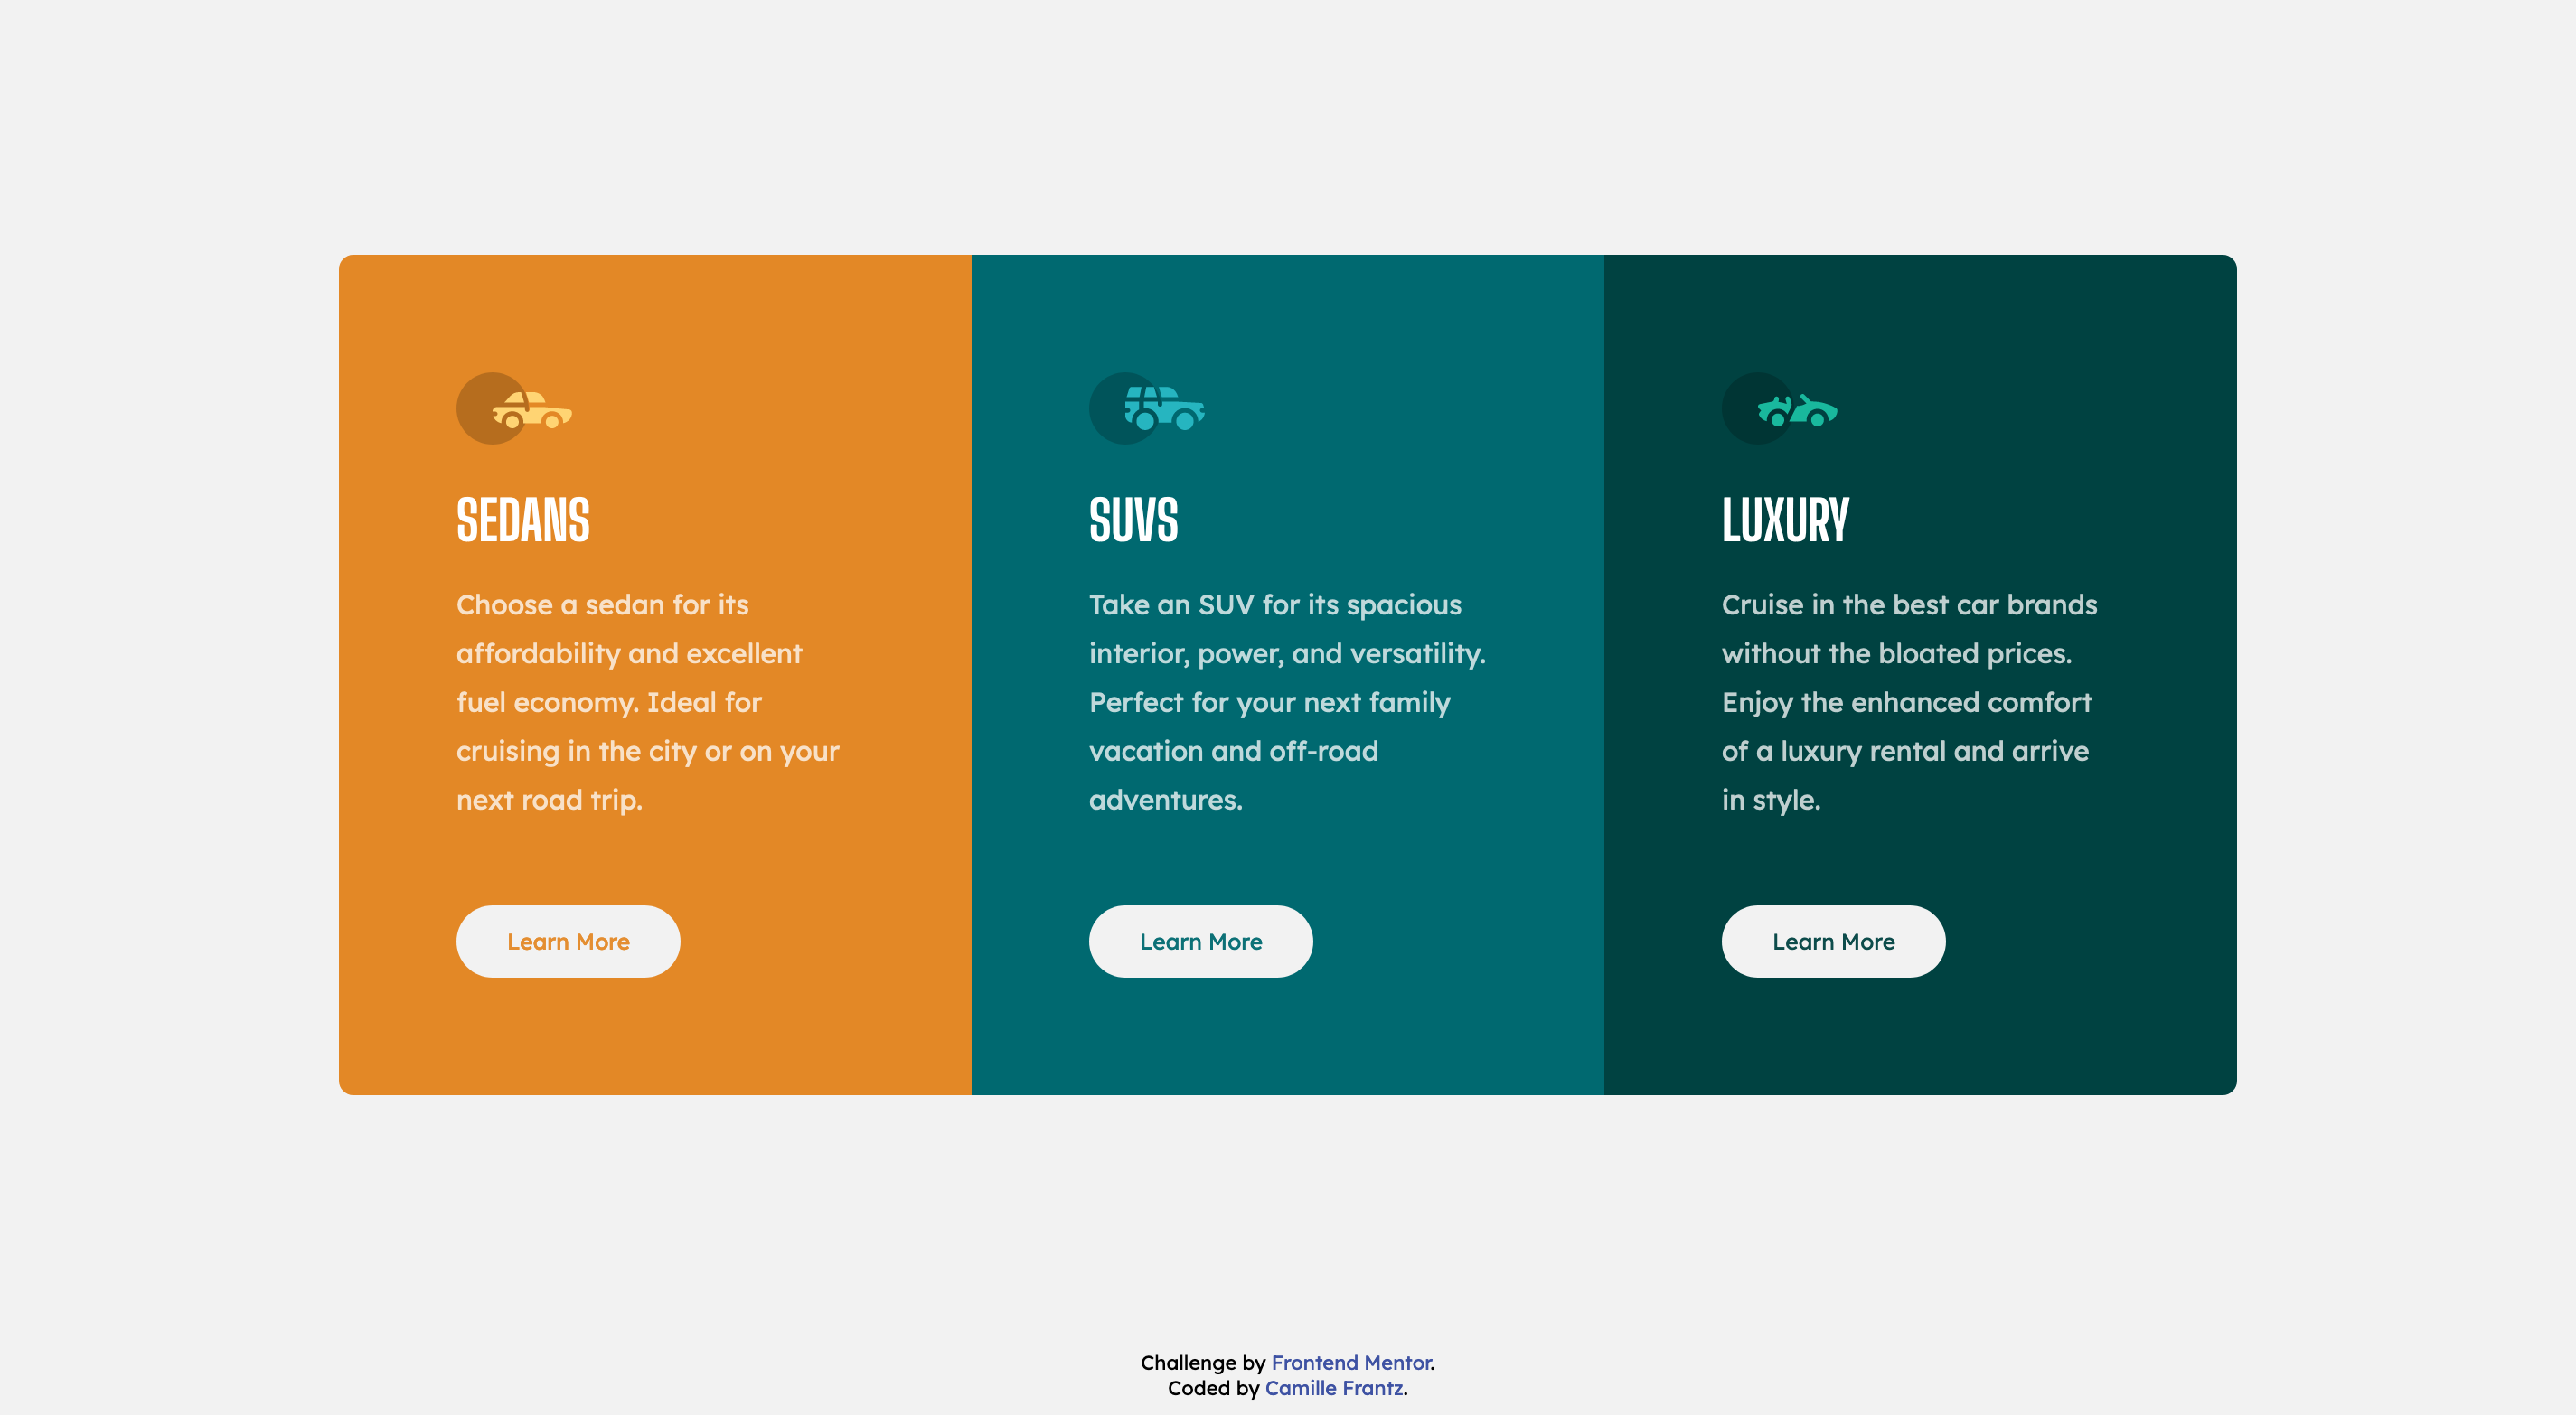 SEDANS
Choose a sedan for its
affordability and excellent
fuel economy. Ideal for
cruising in the city or on your
next road trip.
Learn More
SUVS
Take an SUV for its spacious
interior, power, and versatility.
Perfect for your next family
vacation and off-road
adventures.
Learn More
LUXURY
Cruise in the best car brands
without the bloated prices.
Enjoy the enhanced comfort
of a luxury rental and arrive
in style.
Learn More
Challenge by Frontend Mentor.
Coded by Camille Frantz.